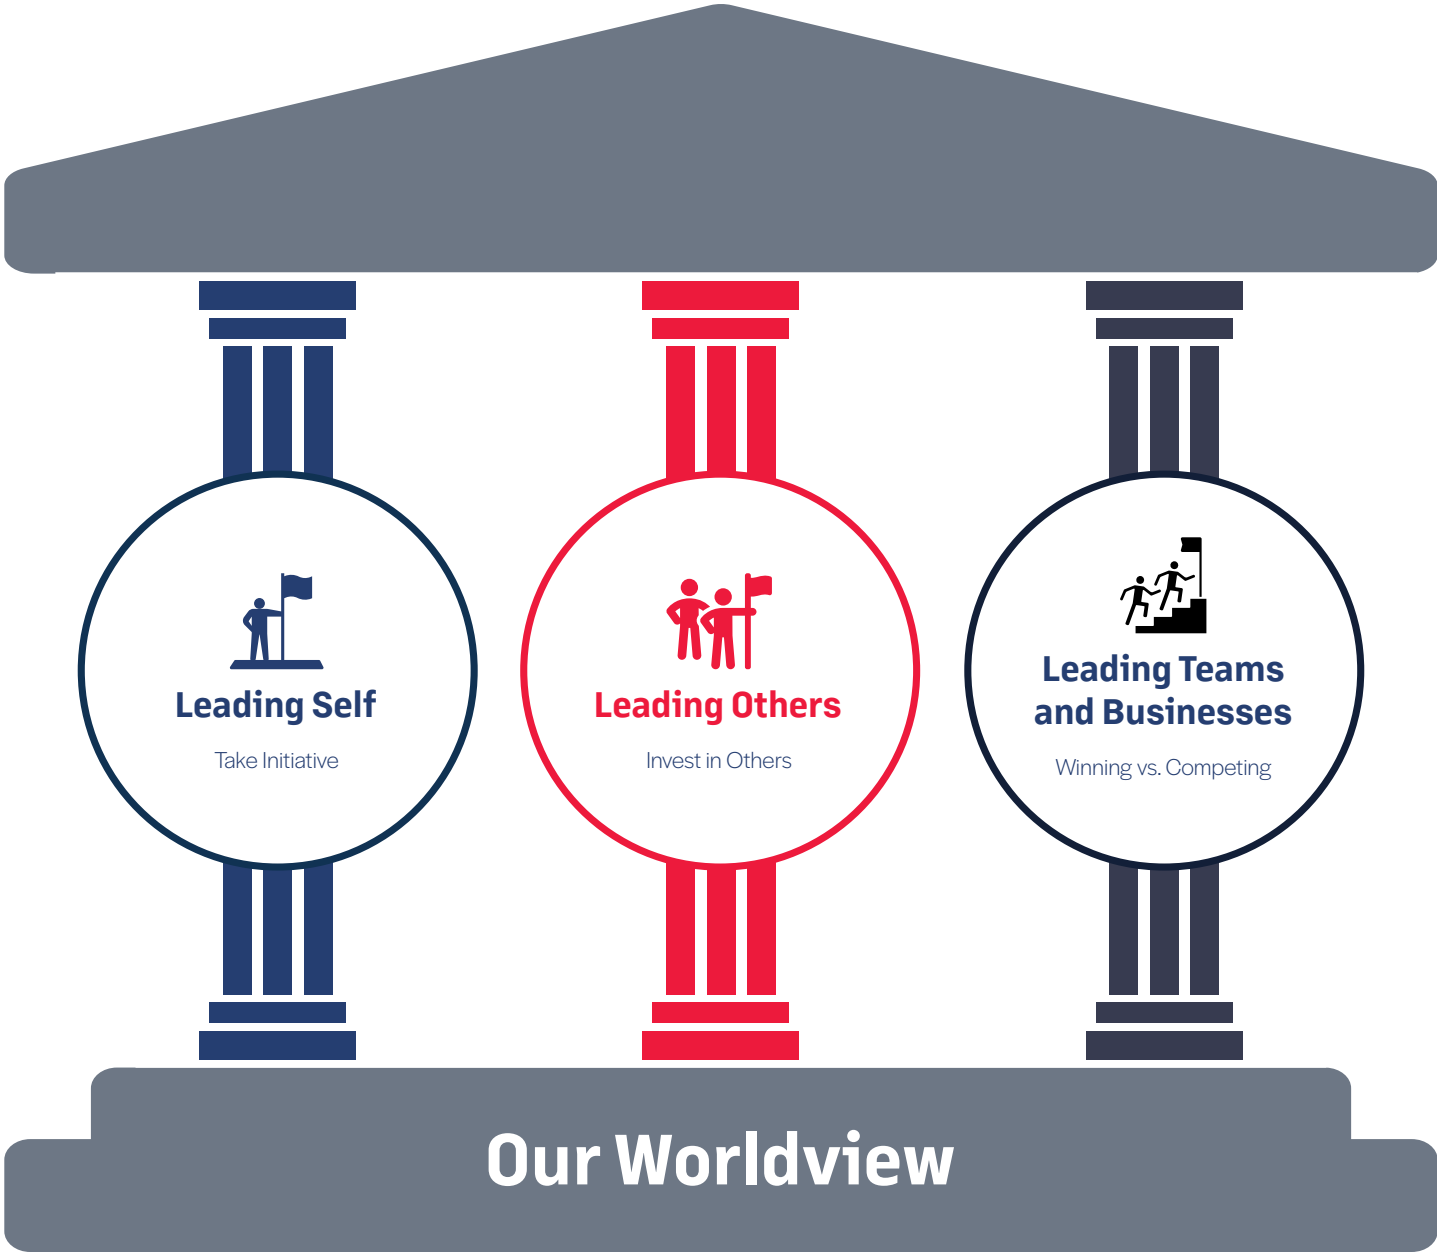 Leading Self
Take Initiative
Leading Others
Invest in Others
Leading Teams
and Businesses
Winning vs. Competing
Our Worldview